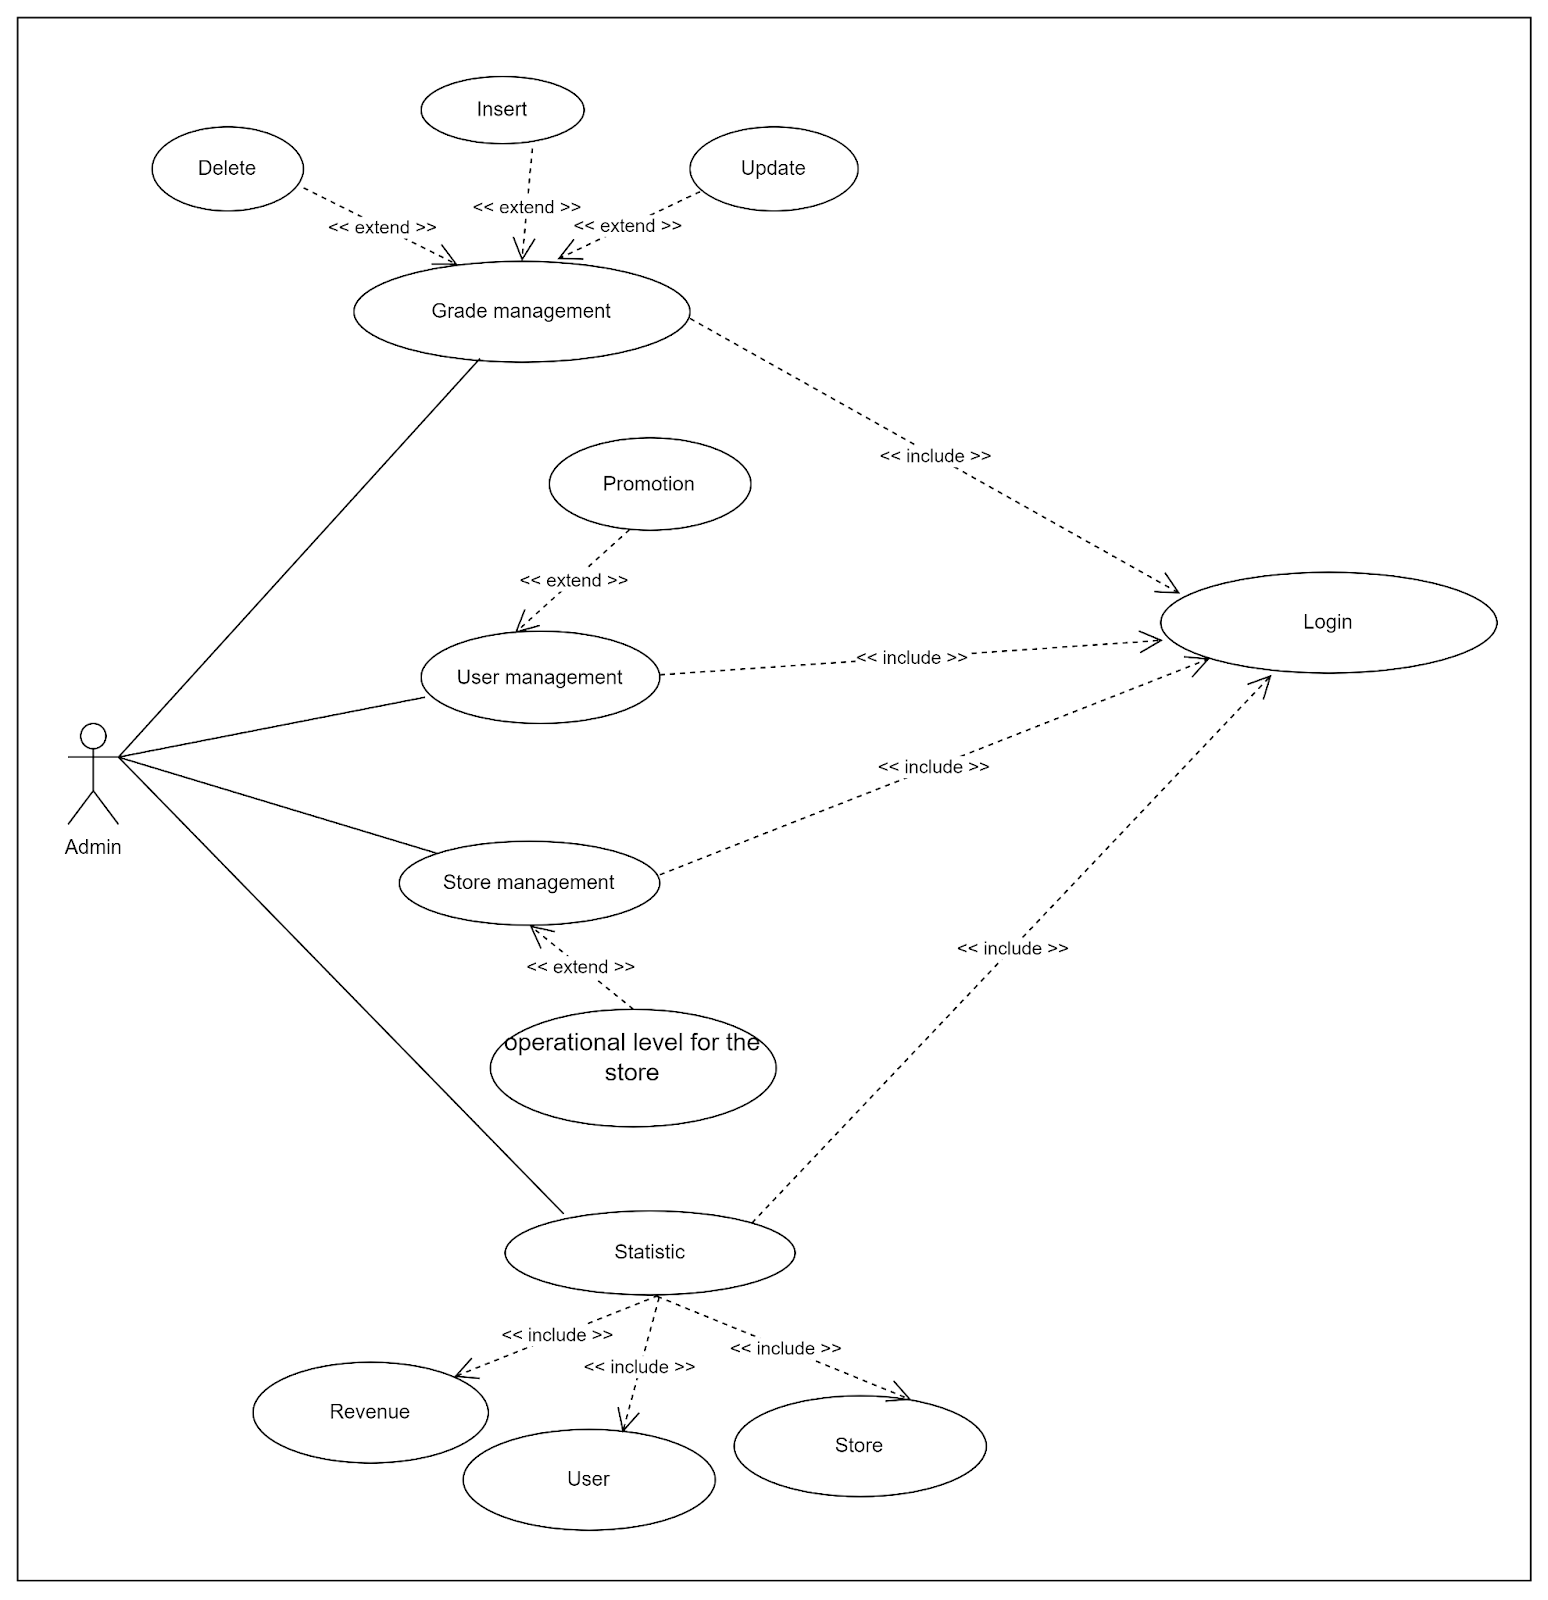 Insert
Delete
Update
<< extend >>
<< extend >>
<< extend >>
Grade management
<< include >>
Promotion
<< extend >>
Login
<< include >>
User management
<< include >>
Admin
Store management
<< include >>
<< extend >>
operational level for the
store
Statistic
<< include >>
<< include >>
<< include >>
Revenue
Store
User